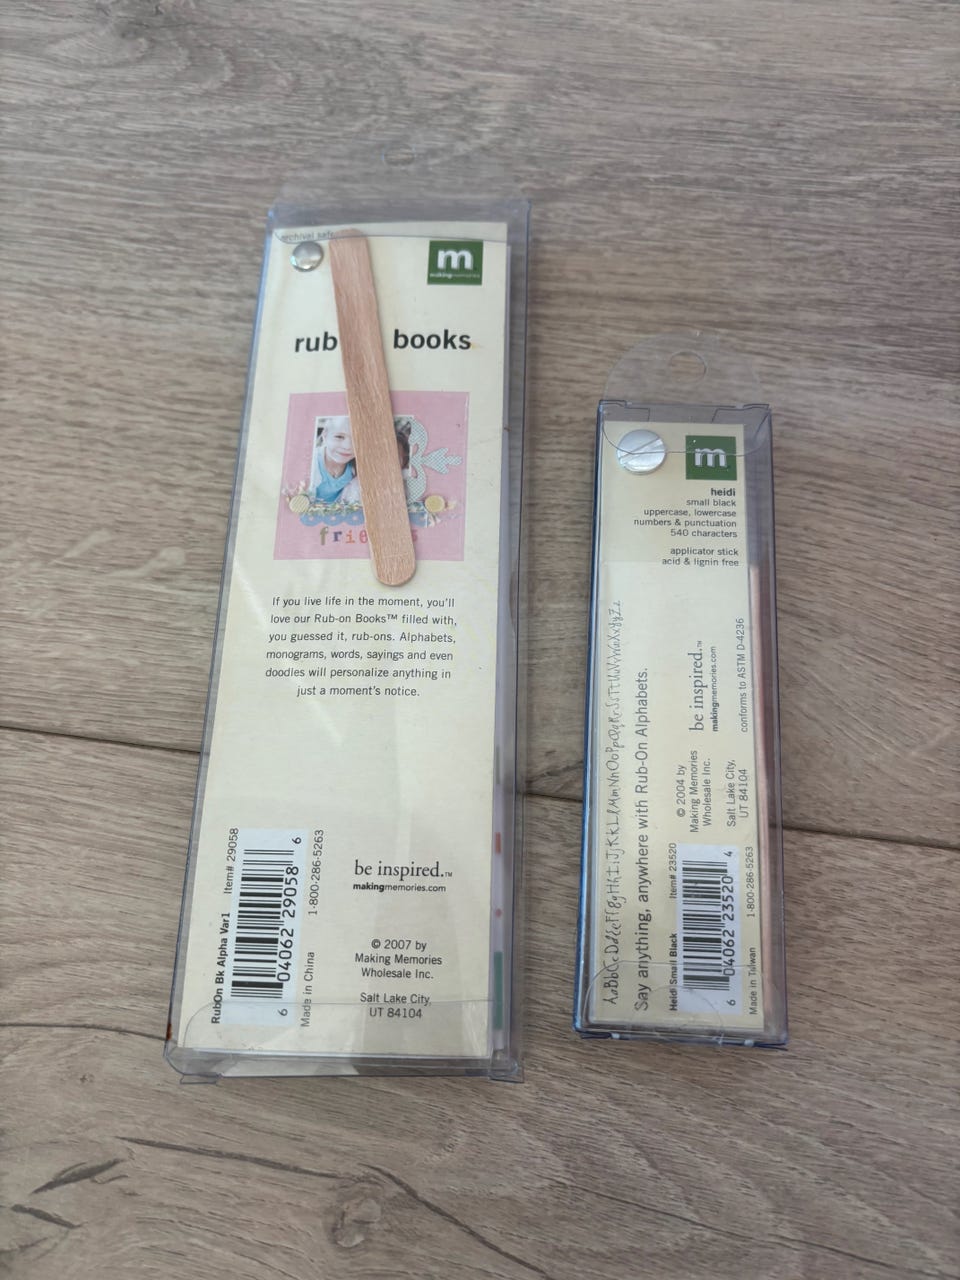 archival safe
m
makingmemories
rub books
friends
If you live life in the moment, you'll
love our Rub-on Books™ filled with,
you guessed it, rub-ons. Alphabets,
monograms, words, sayings and even
doodles will personalize anything in
just a moment's notice.
RubOn Bk Alpha Var1 Item# 29058
6 04062 29058 6
Made in China 1-800-286-5263
be inspired.™
makingmemories.com
© 2007 by
Making Memories
Wholesale Inc.
Salt Lake City,
UT 84104
m
heidi
small black
uppercase, lowercase
numbers & punctuation
540 characters
applicator stick
acid & lignin free
AaBbCcDdEeFfGgHhIiJjKkLlMmNnOoPpQqRrSsTtUuVvWwXxYyZz
Say anything, anywhere with Rub-On Alphabets.
Heidi Small Black Item# 23520
6 04062 23520 4
Made in Taiwan 1-800-286-5263
© 2004 by
Making Memories
Wholesale Inc.
Salt Lake City,
UT 84104
be inspired.™
makingmemories.com
conforms to ASTM D-4236